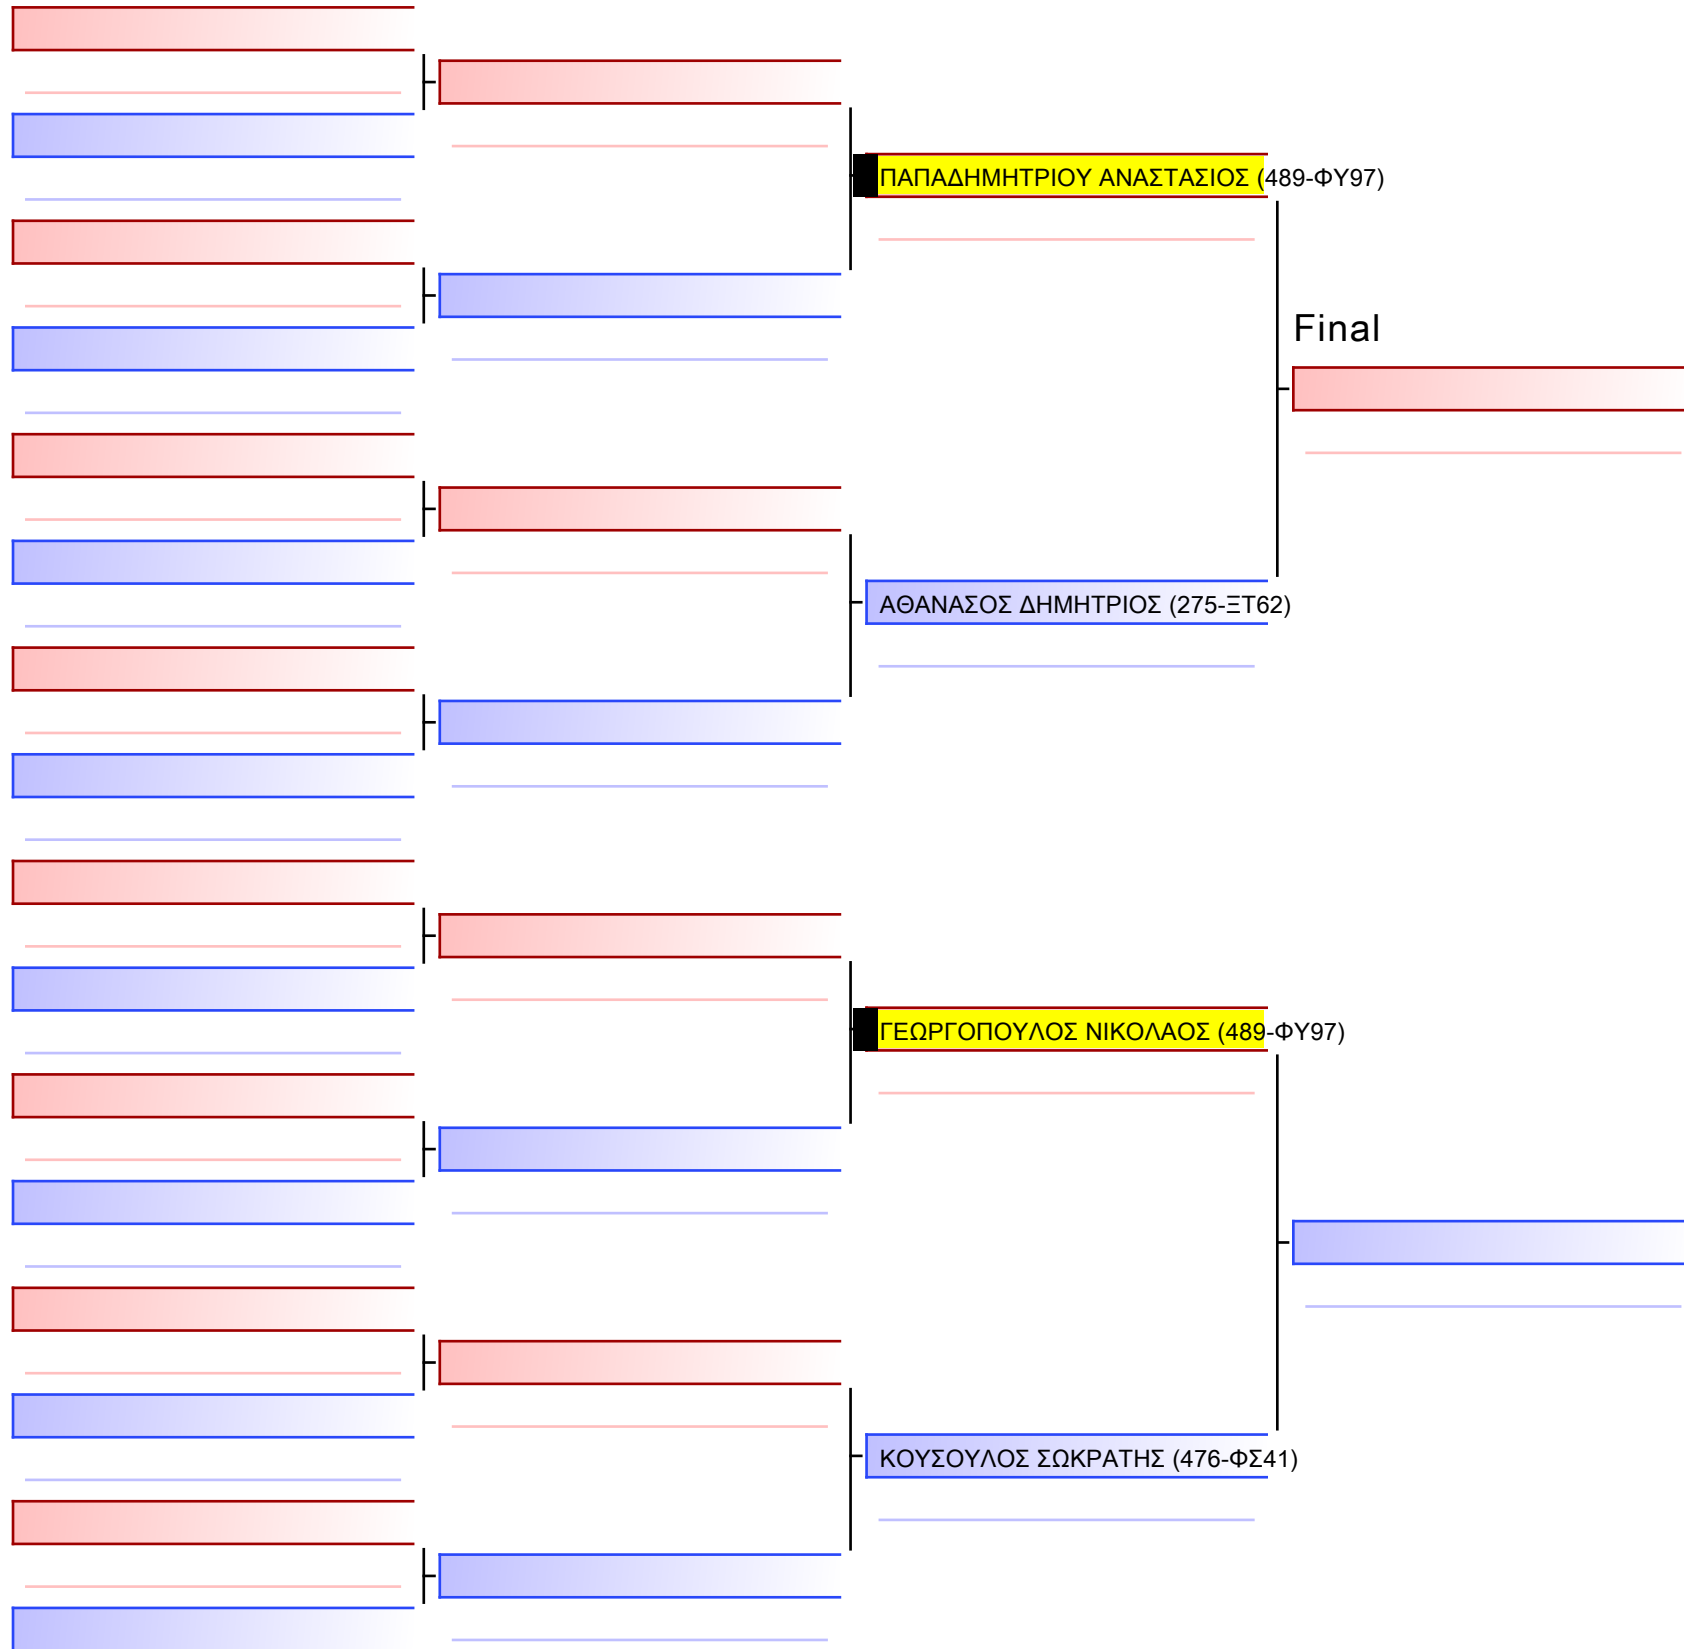 ΠΑΠΑΔΗΜΗΤΡΙΟΥ ΑΝΑΣΤΑΣΙΟΣ (489-ΦΥ97)
Final
ΑΘΑΝΑΣΟΣ ΔΗΜΗΤΡΙΟΣ (275-ΞΤ62)
ΓΕΩΡΓΟΠΟΥΛΟΣ ΝΙΚΟΛΑΟΣ (489-ΦΥ97)
ΚΟΥΣΟΥΛΟΣ ΣΩΚΡΑΤΗΣ (476-ΦΣ41)